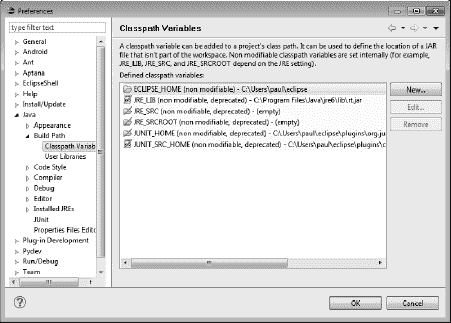 Preferences
type filter text
General
Android
Ant
Aptana
EclipseShell
Help
Install/Update
Java
Appearance
Build Path
Classpath Variab
User Libraries
Code Style
Compiler
Debug
Editor
Installed JREs
JUnit
Properties Files Edito
Plug-in Development
Pydev
Run/Debug
Team
Classpath Variables
A classpath variable can be added to a project's class path. It can be used to define the location of a JAR
file that isn't part of the workspace. Non modifiable classpath variables are set internally (for example,
JRE_LIB, JRE_SRC, and JRE_SRCROOT depend on the JRE setting).
Defined classpath variables:
ECLIPSE_HOME (non modifiable) - C:\Users\paul\eclipse
JRE_LIB (non modifiable, deprecated) - C:\Program Files\Java\jre6\lib\rt.jar
JRE_SRC (non modifiable, deprecated) - (empty)
JRE_SRCROOT (non modifiable, deprecated) - (empty)
JUNIT_HOME (non modifiable, deprecated) - C:\Users\paul\eclipse\plugins\org.ju
JUNIT_SRC_HOME (non modifiable, deprecated) - C:\Users\paul\eclipse\plugins\c
New...
Edit...
Remove
OK
Cancel